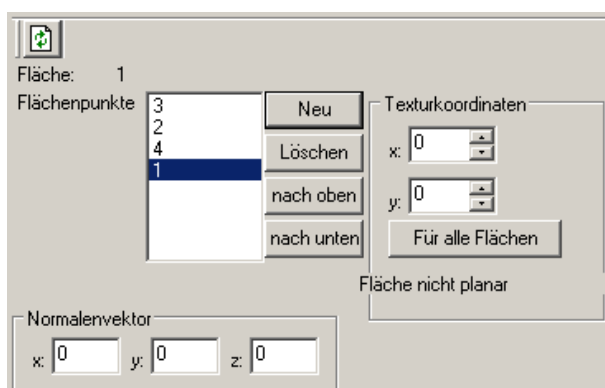 Fläche: 1
Flächenpunkte
3
2
4
1
Neu
Löschen
nach oben
nach unten
Texturkoordinaten
x: 0
y: 0
Für alle Flächen
Fläche nicht planar
Normalenvektor
x: 0 y: 0 z: 0